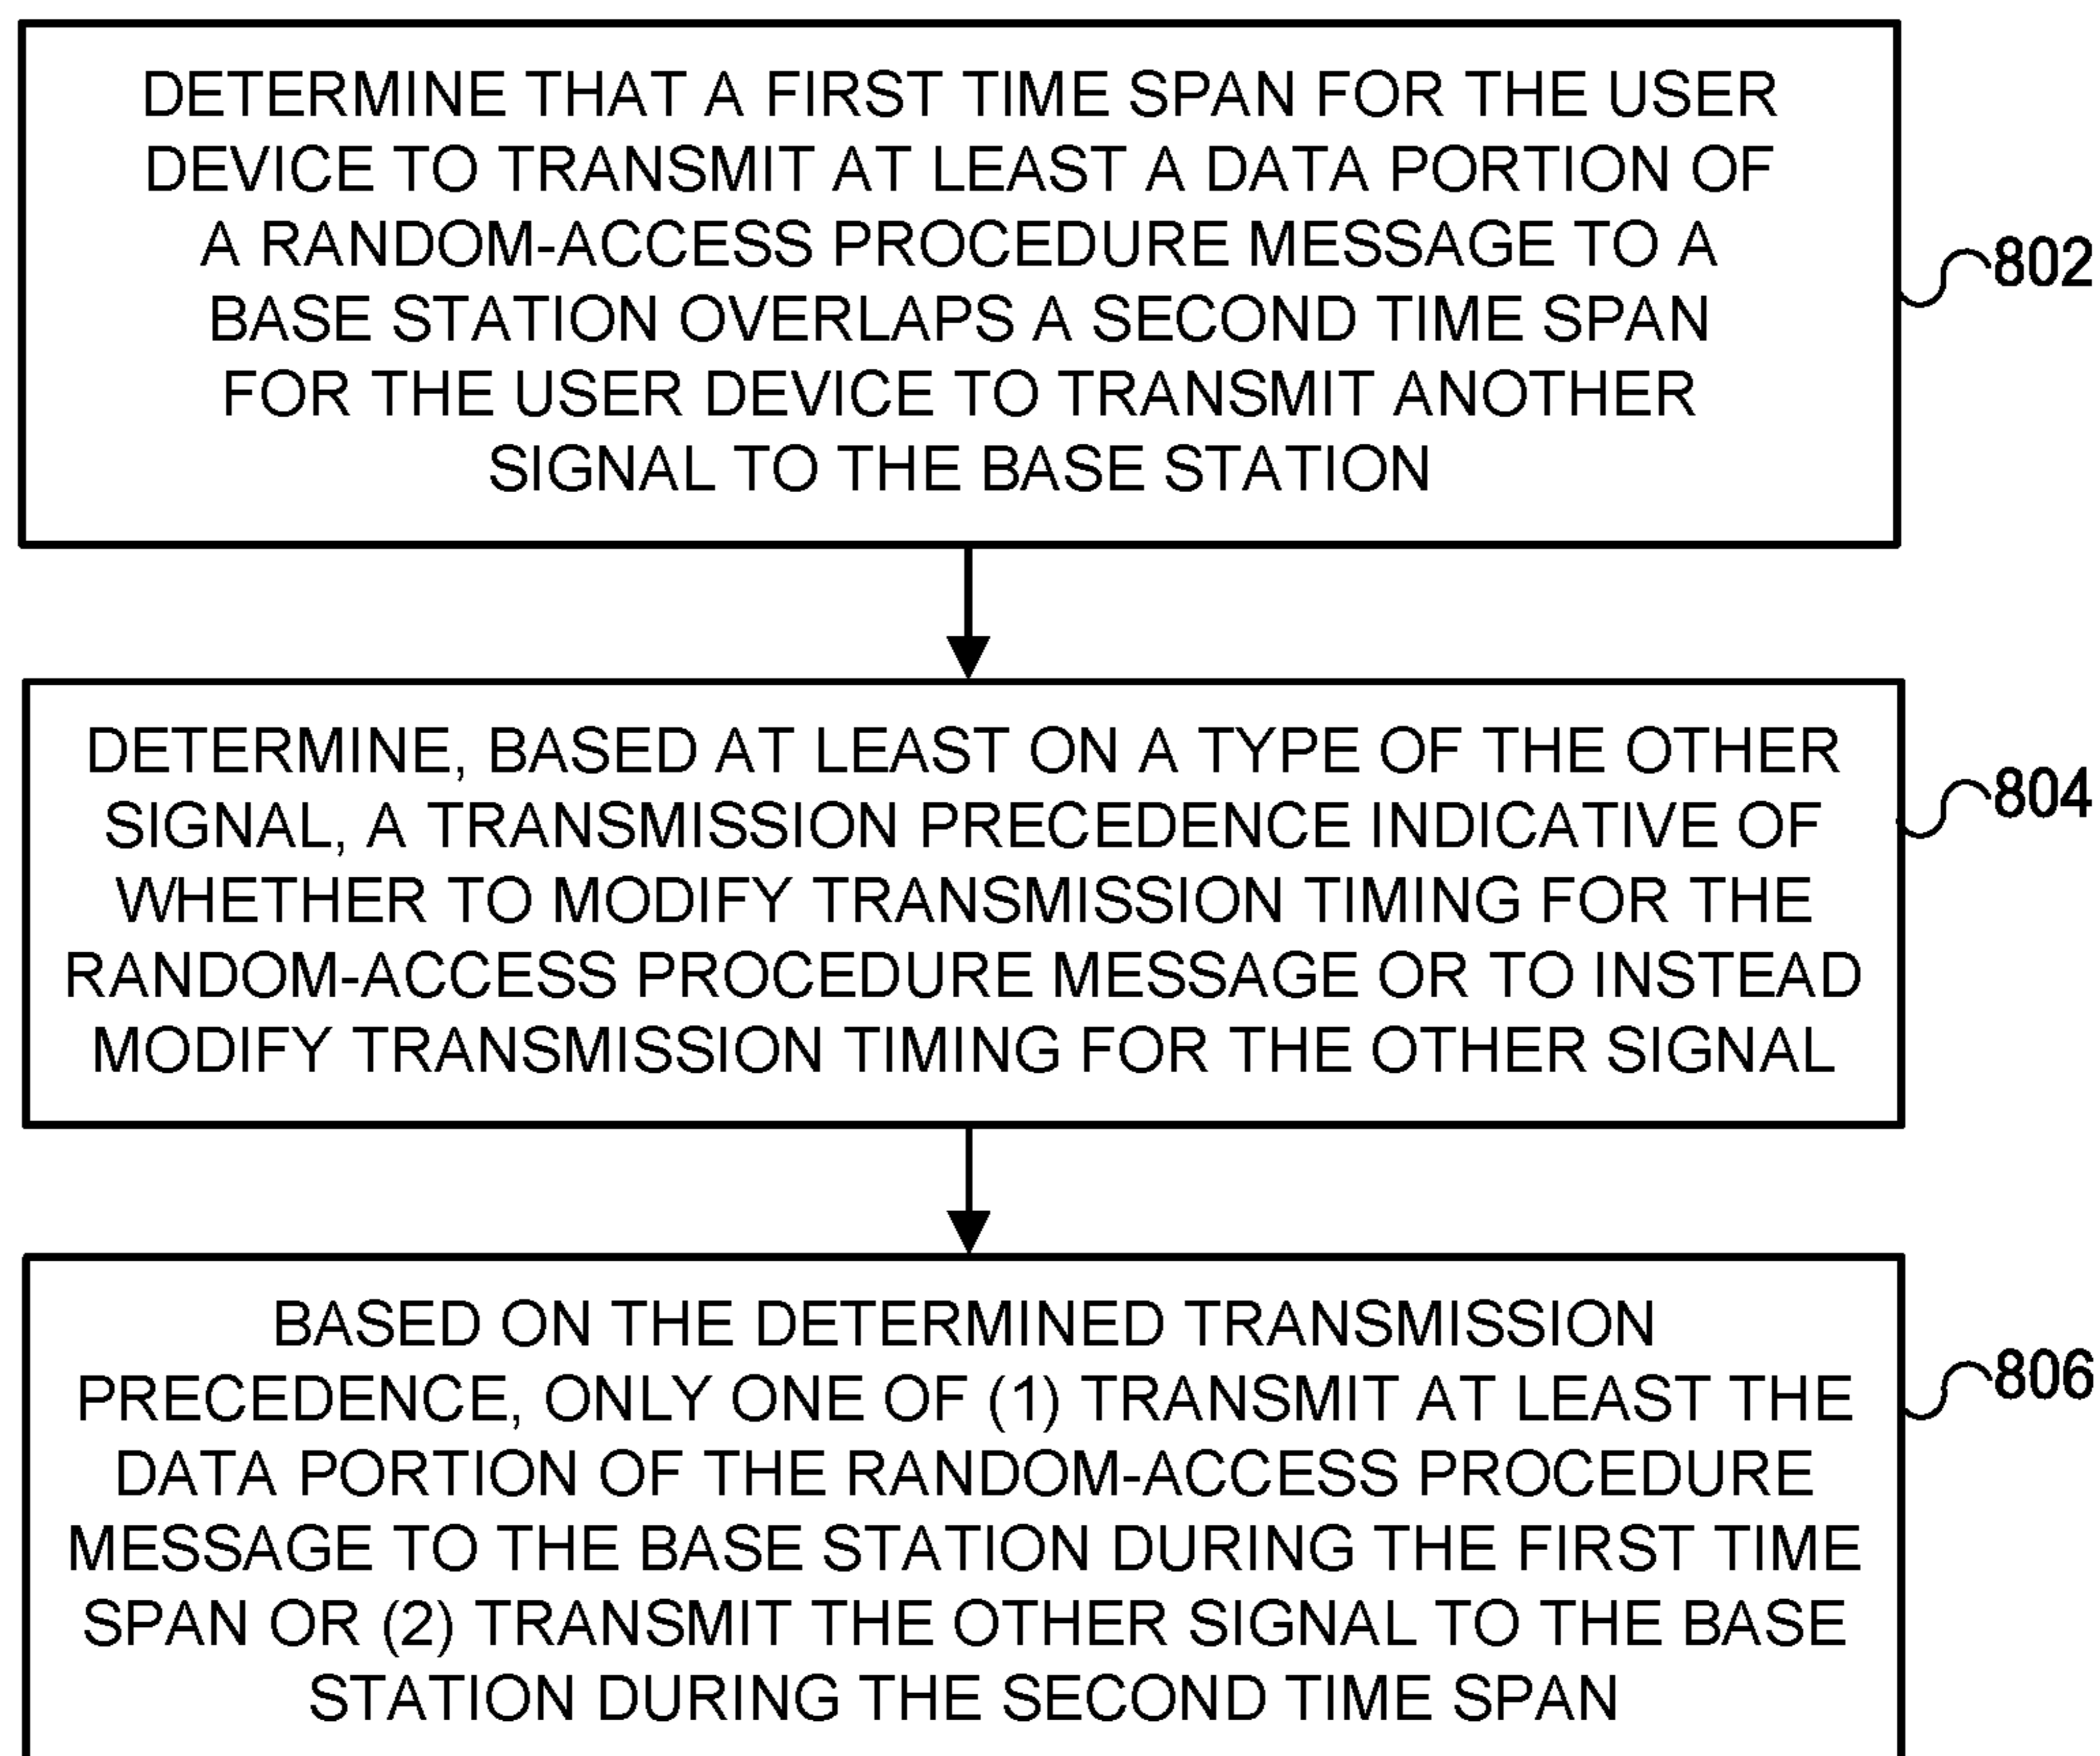 DETERMINE THAT A FIRST TIME SPAN FOR THE USER
DEVICE TO TRANSMIT AT LEAST A DATA PORTION OF
A RANDOM-ACCESS PROCEDURE MESSAGE TO A
BASE STATION OVERLAPS A SECOND TIME SPAN
FOR THE USER DEVICE TO TRANSMIT ANOTHER
SIGNAL TO THE BASE STATION
802
DETERMINE, BASED AT LEAST ON A TYPE OF THE OTHER
SIGNAL, A TRANSMISSION PRECEDENCE INDICATIVE OF
WHETHER TO MODIFY TRANSMISSION TIMING FOR THE
RANDOM-ACCESS PROCEDURE MESSAGE OR TO INSTEAD
MODIFY TRANSMISSION TIMING FOR THE OTHER SIGNAL
804
BASED ON THE DETERMINED TRANSMISSION
PRECEDENCE, ONLY ONE OF (1) TRANSMIT AT LEAST THE
DATA PORTION OF THE RANDOM-ACCESS PROCEDURE
MESSAGE TO THE BASE STATION DURING THE FIRST TIME
SPAN OR (2) TRANSMIT THE OTHER SIGNAL TO THE BASE
STATION DURING THE SECOND TIME SPAN
806